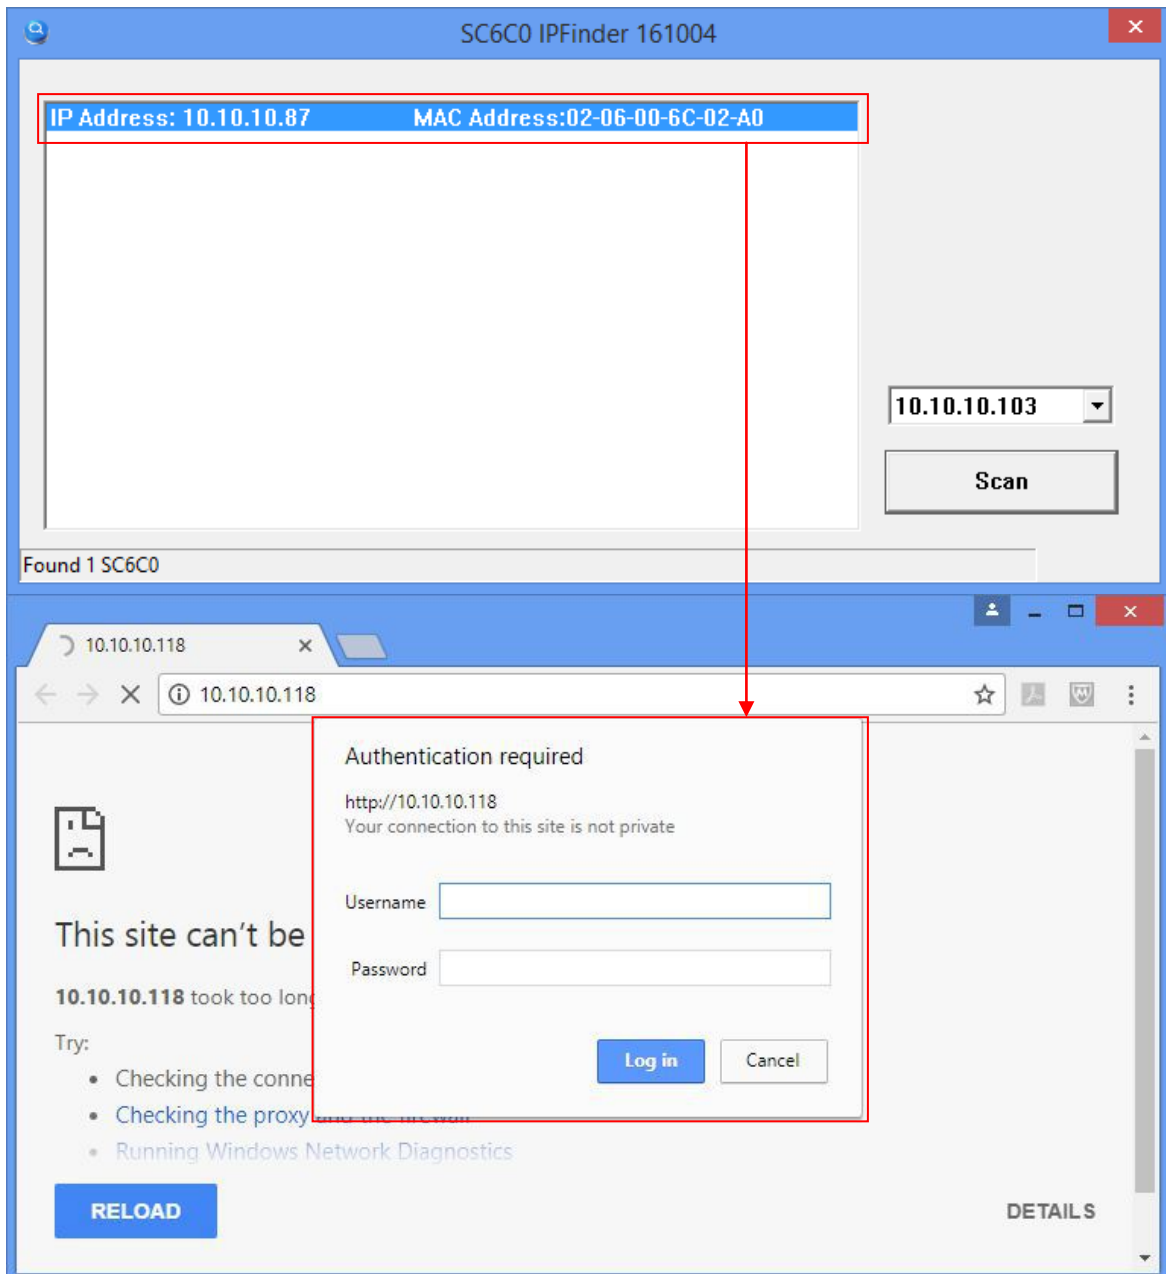 SC6C0 IPFinder 161004
IP Address: 10.10.10.87 MAC Address:02-06-00-6C-02-A0
10.10.10.103
Scan
Found 1 SC6C0
10.10.10.118
10.10.10.118
Authentication required
http://10.10.10.118
Your connection to this site is not private
Username
Password
Log in Cancel
This site can't be
10.10.10.118 took too long
Try:
• Checking the conne
• Checking the proxy and the firewall
• Running Windows Network Diagnostics
RELOAD DETAILS